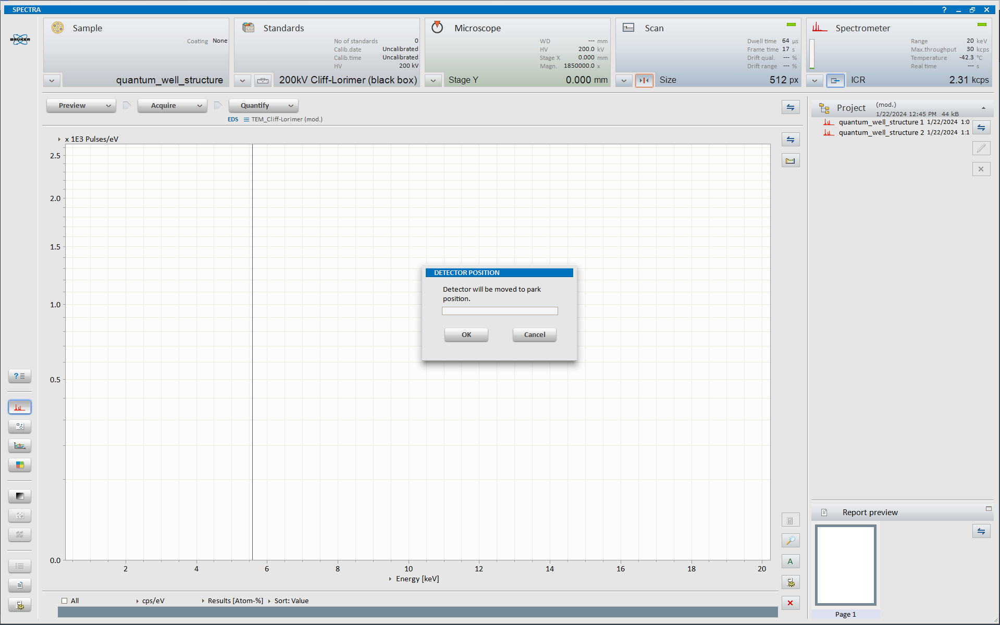 SPECTRA
?
BRUKER
Sample
Coating None
quantum_well_structure
Standards
No of standards 0
Calib.date Uncalibrated
Calib.time Uncalibrated
HV 200 kV
200kV Cliff-Lorimer (black box)
Microscope
WD --- mm
HV 200.0 kV
Stage X 0.000 mm
Magn. 1850000.0 x
Stage Y 0.000 mm
Scan
Dwell time 64 µs
Frame time 17 s
Drift qual. --- %
Drift range --- %
Size 512 px
Spectrometer
Range 20 keV
Max.throughput 30 kcps
Temperature -42.3 °C
Real time --- s
ICR 2.31 kcps
Preview
Acquire
Quantify
EDS TEM_Cliff-Lorimer (mod.)
Project (mod.)
1/22/2024 12:45 PM 44 kB
quantum_well_structure 1 1/22/2024 1:0
quantum_well_structure 2 1/22/2024 1:1
x 1E3 Pulses/eV
2.5
2.0
1.5
1.0
0.5
0.0
2 4 6 8 10 12 14 16 18 20
Energy [keV]
DETECTOR POSITION
Detector will be moved to park
position.
OK Cancel
?
A
All cps/eV Results [Atom-%] Sort: Value
Report preview
Page 1